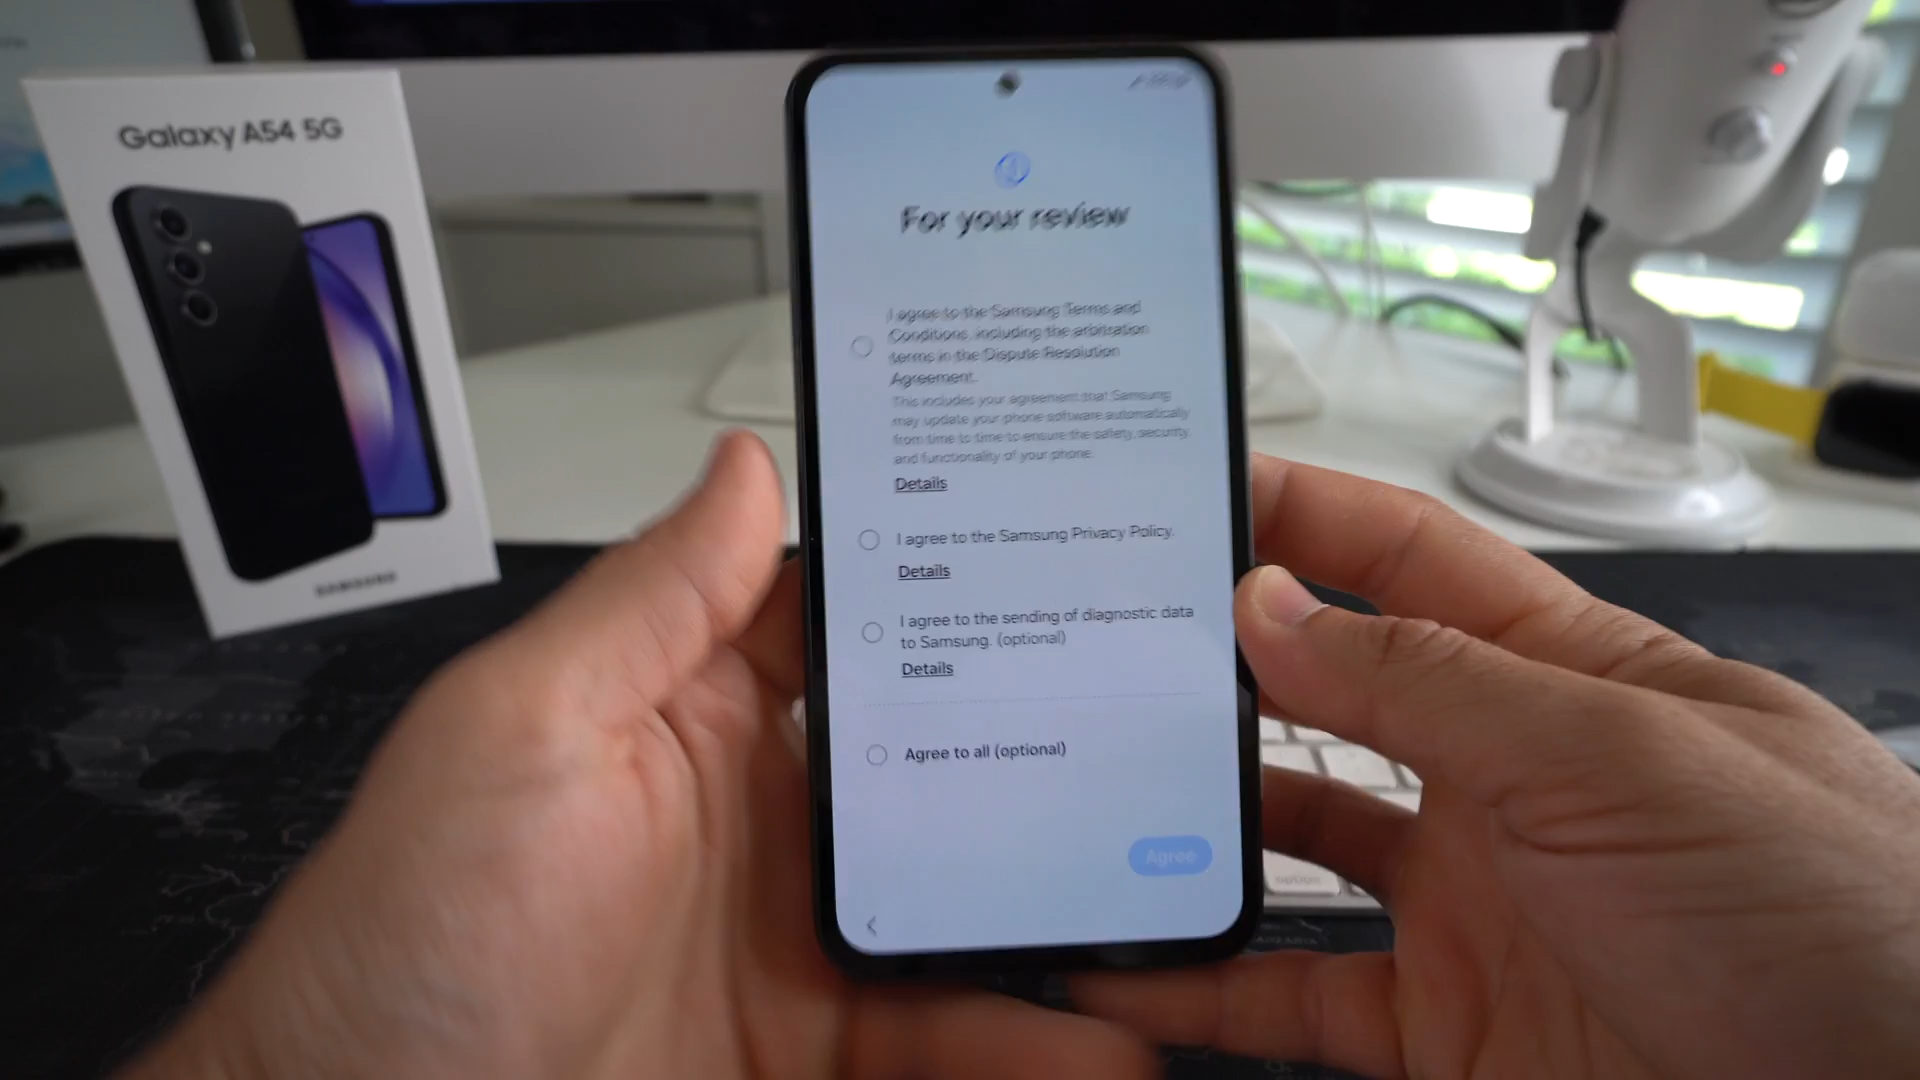 Galaxy A54 5G
SAMSUNG
For your review
I agree to the Samsung Terms and
Conditions, including the arbitration
terms in the Dispute Resolution
Agreement.
This includes your agreement that Samsung
may update your phone software automatically
from time to time to ensure the safety, security,
and functionality of your phone.
Details
I agree to the Samsung Privacy Policy.
Details
I agree to the sending of diagnostic data
to Samsung. (optional)
Details
Agree to all (optional)
Agree
option